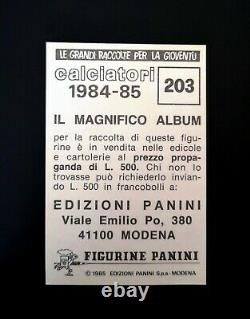 LE GRANDI RACCOLTE PER LA GIOVENTÙ
calciatori
1984-85
203
IL MAGNIFICO ALBUM
per la raccolta di queste figu-
rine è in vendita nelle edicole
e cartolerie al prezzo propa-
ganda di L. 500. Chi non lo
trovasse può richiederlo invian-
do L. 500 in francobolli a:
EDIZIONI PANINI
Viale Emilio Po, 380
41100 MODENA
FIGURINE PANINI
© 1985 EDIZIONI PANINI S.p.a. - MODENA
ebay